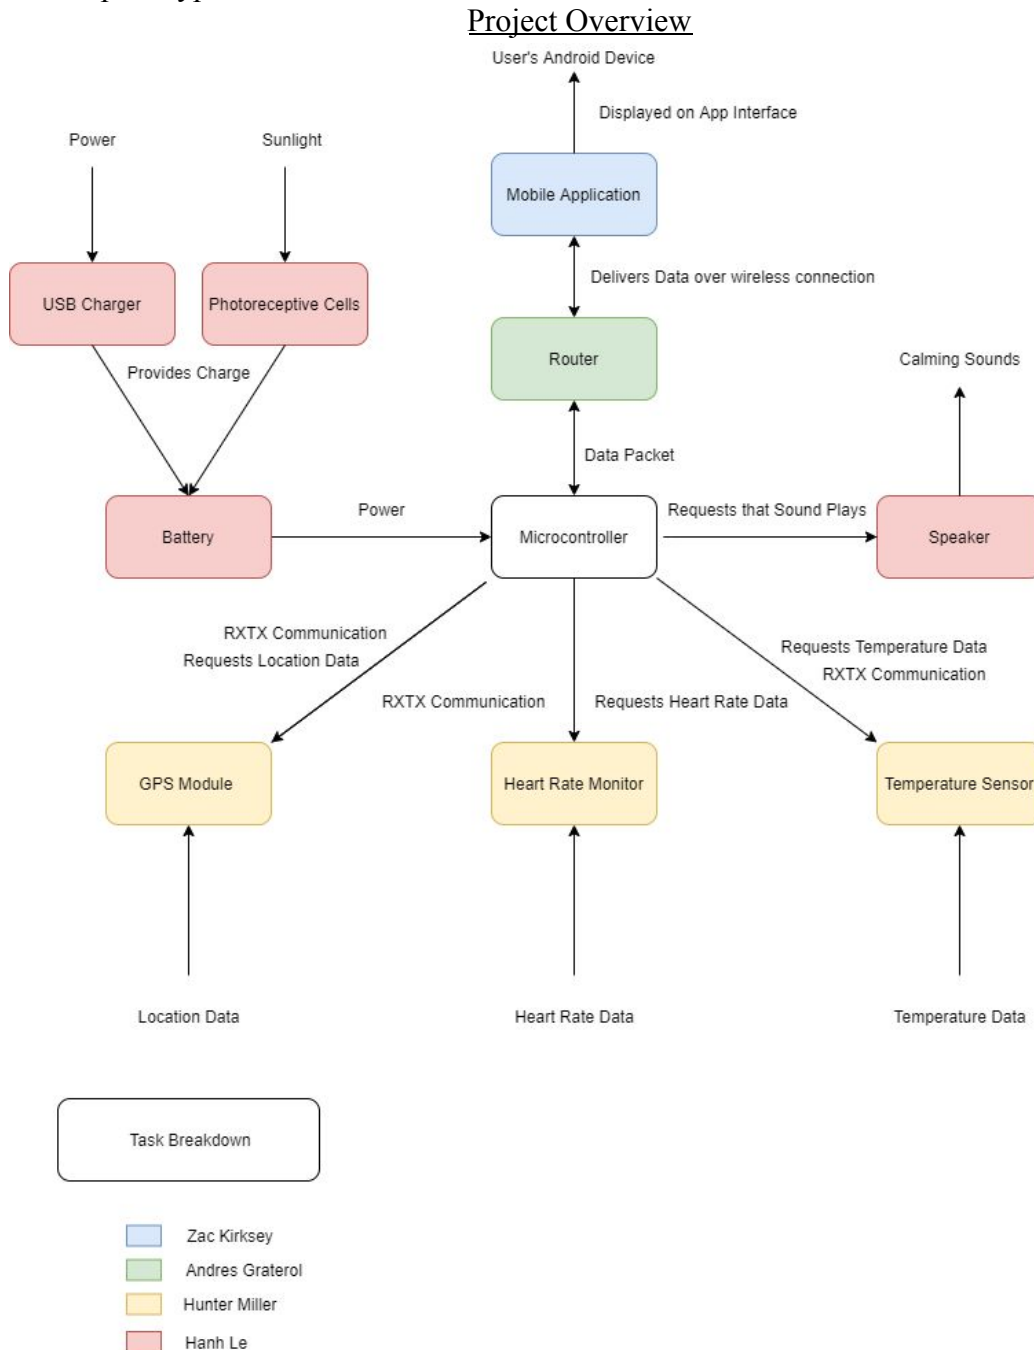 Project Overview
User's Android Device
Displayed on App Interface
Power
Sunlight
Mobile Application
Delivers Data over wireless connection
USB Charger
Photoreceptive Cells
Provides Charge
Router
Calming Sounds
Data Packet
Battery
Power
Microcontroller
Requests that Sound Plays
Speaker
RXTX Communication
Requests Location Data
RXTX Communication
Requests Heart Rate Data
Requests Temperature Data
RXTX Communication
GPS Module
Heart Rate Monitor
Temperature Sensor
Location Data
Heart Rate Data
Temperature Data
Task Breakdown
Zac Kirksey
Andres Graterol
Hunter Miller
Hanh Le